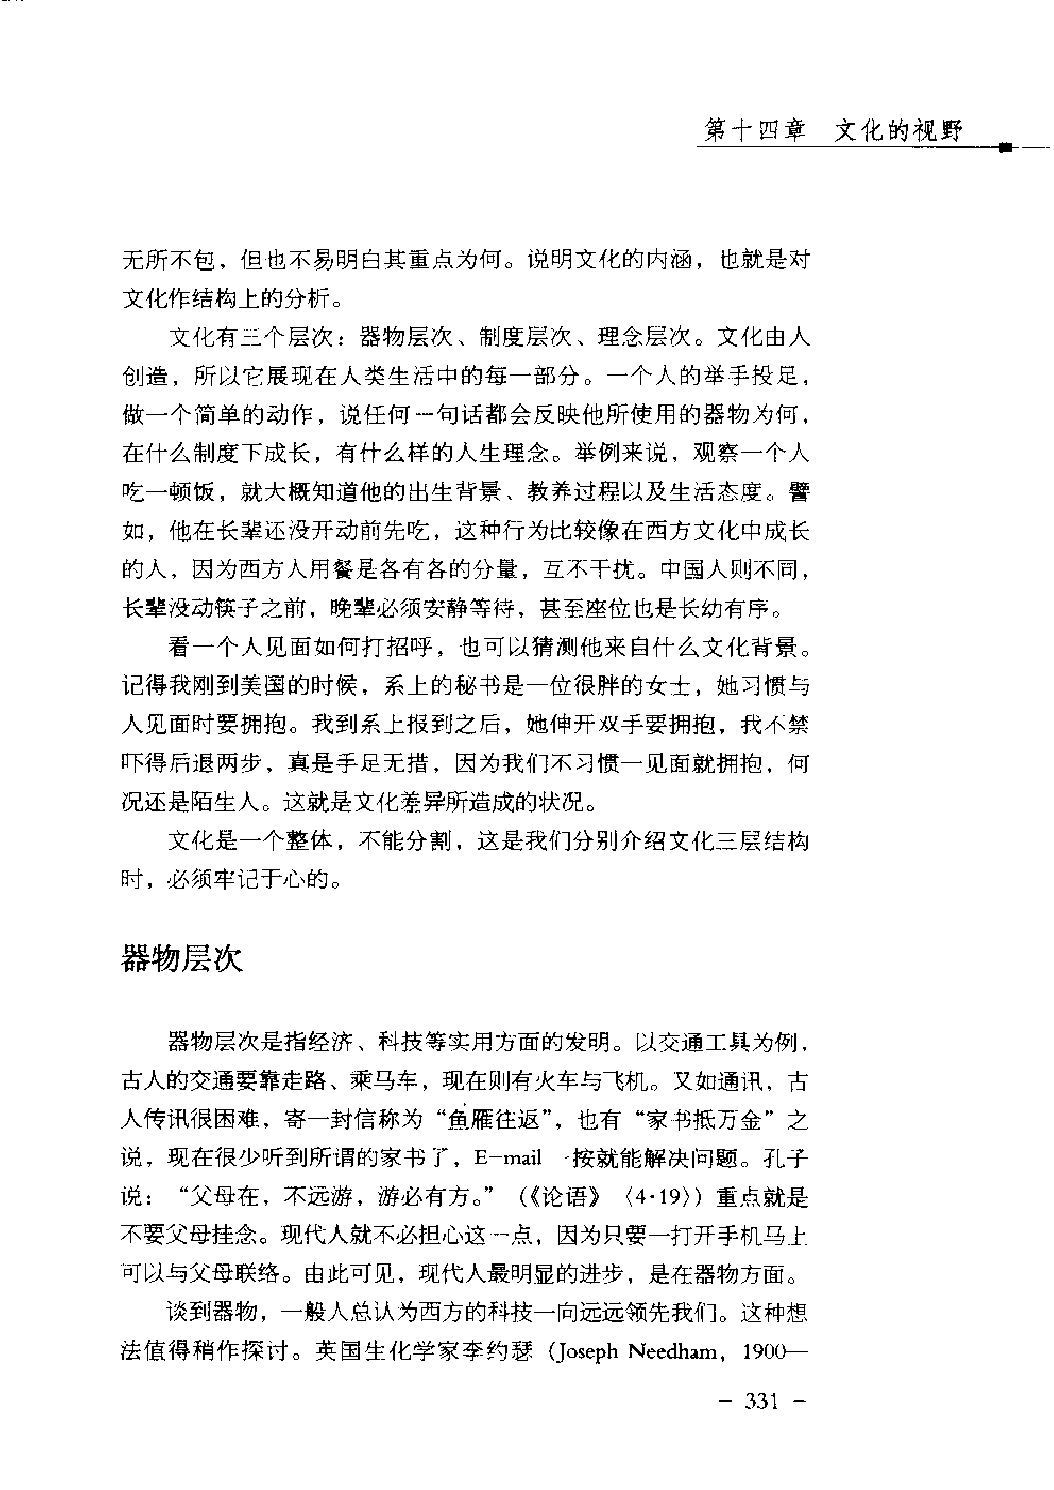 第十四章 文化的视野
无所不包，但也不易明白其重点为何。说明文化的内涵，也就是对
文化作结构上的分析。
文化有三个层次：器物层次、制度层次、理念层次。文化由人
创造，所以它展现在人类生活中的每一部分。一个人的举手投足，
做一个简单的动作，说任何一句话都会反映他所使用的器物为何，
在什么制度下成长，有什么样的人生理念。举例来说，观察一个人
吃一顿饭，就大概知道他的出生背景、教养过程以及生活态度。譬
如，他在长辈还没开动前先吃，这种行为比较像在西方文化中成长
的人，因为西方人用餐是各有各的分量，互不干扰。中国人则不同，
长辈没动筷子之前，晚辈必须安静等待，甚至座位也是长幼有序。
看一个人见面如何打招呼，也可以猜测他来自什么文化背景。
记得我刚到美国的时候，系上的秘书是一位很胖的女士，她习惯与
人见面时要拥抱。我到系上报到之后，她伸开双手要拥抱，我不禁
吓得后退两步，真是手足无措，因为我们不习惯一见面就拥抱，何
况还是陌生人。这就是文化差异所造成的状况。
文化是一个整体，不能分割，这是我们分别介绍文化三层结构
时，必须牢记于心的。
器物层次
器物层次是指经济、科技等实用方面的发明。以交通工具为例，
古人的交通要靠走路、乘马车，现在则有火车与飞机。又如通讯，古
人传讯很困难，寄一封信称为“鱼雁往返”，也有“家书抵万金”之
说，现在很少听到所谓的家书了，E-mail 一按就能解决问题。孔子
说：“父母在，不远游，游必有方。”（《论语》〈4·19〉）重点就是
不要父母挂念。现代人就不必担心这一点，因为只要一打开手机马上
可以与父母联络。由此可见，现代人最明显的进步，是在器物方面。
谈到器物，一般人总认为西方的科技一向远远领先我们。这种想
法值得稍作探讨。英国生化学家李约瑟（Joseph Needham，1900—
- 331 -